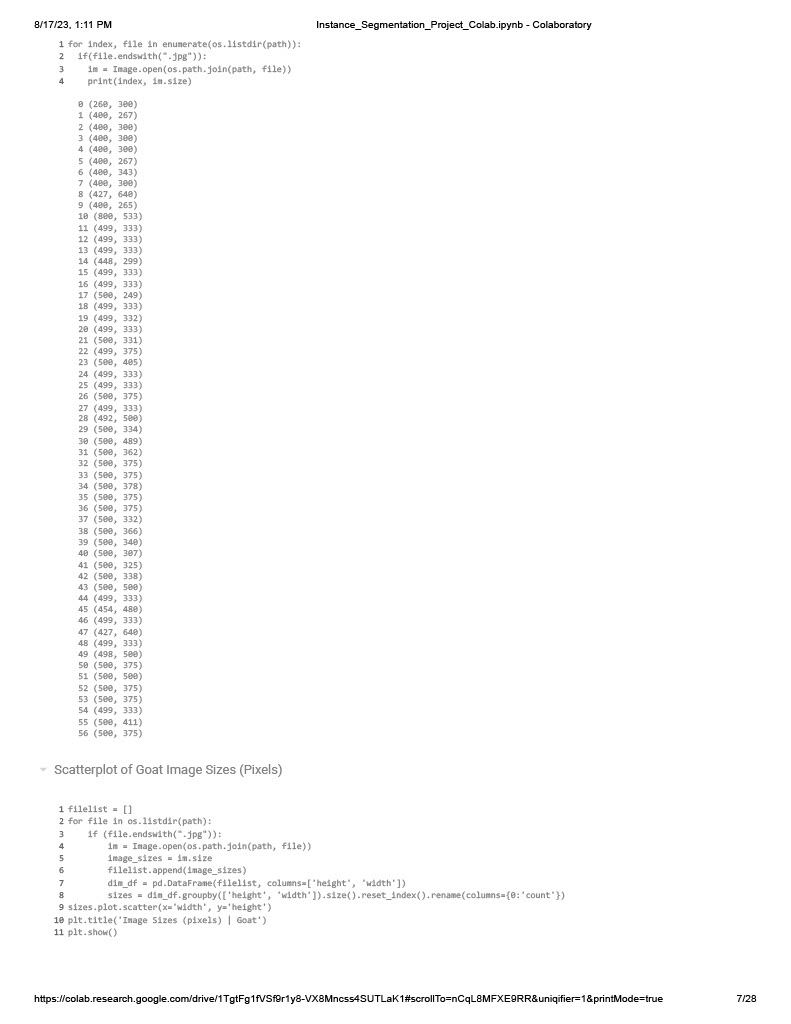 8/17/23, 1:11 PM Instance_Segmentation_Project_Colab.ipynb - Colaboratory
1 for index, file in enumerate(os.listdir(path)):
2   if(file.endswith(".jpg")):
3     im = Image.open(os.path.join(path, file))
4     print(index, im.size)
0 (260, 300)
1 (400, 267)
2 (400, 300)
3 (400, 300)
4 (400, 300)
5 (400, 267)
6 (400, 343)
7 (400, 300)
8 (427, 640)
9 (400, 265)
10 (800, 533)
11 (499, 333)
12 (499, 333)
13 (499, 333)
14 (448, 299)
15 (499, 333)
16 (499, 333)
17 (500, 249)
18 (499, 333)
19 (499, 332)
20 (499, 333)
21 (500, 331)
22 (499, 375)
23 (500, 405)
24 (499, 333)
25 (499, 333)
26 (500, 375)
27 (499, 333)
28 (492, 500)
29 (500, 334)
30 (500, 489)
31 (500, 362)
32 (500, 375)
33 (500, 375)
34 (500, 378)
35 (500, 375)
36 (500, 375)
37 (500, 332)
38 (500, 366)
39 (500, 340)
40 (500, 307)
41 (500, 325)
42 (500, 338)
43 (500, 500)
44 (499, 333)
45 (454, 480)
46 (499, 333)
47 (427, 640)
48 (499, 333)
49 (498, 500)
50 (500, 375)
51 (500, 500)
52 (500, 375)
53 (500, 375)
54 (499, 333)
55 (500, 411)
56 (500, 375)
Scatterplot of Goat Image Sizes (Pixels)
1 filelist = []
2 for file in os.listdir(path):
3     if (file.endswith(".jpg")):
4         im = Image.open(os.path.join(path, file))
5         image_sizes = im.size
6         filelist.append(image_sizes)
7         dim_df = pd.DataFrame(filelist, columns=['height', 'width'])
8         sizes = dim_df.groupby(['height', 'width']).size().reset_index().rename(columns={0:'count'})
9 sizes.plot.scatter(x='width', y='height')
10 plt.title('Image Sizes (pixels) | Goat')
11 plt.show()
https://colab.research.google.com/drive/1TgtFg1fVSf9r1y8-VX8Mncss4SUTLaK1#scrollTo=nCqL8MFXE9RR&uniqifier=1&printMode=true 7/28